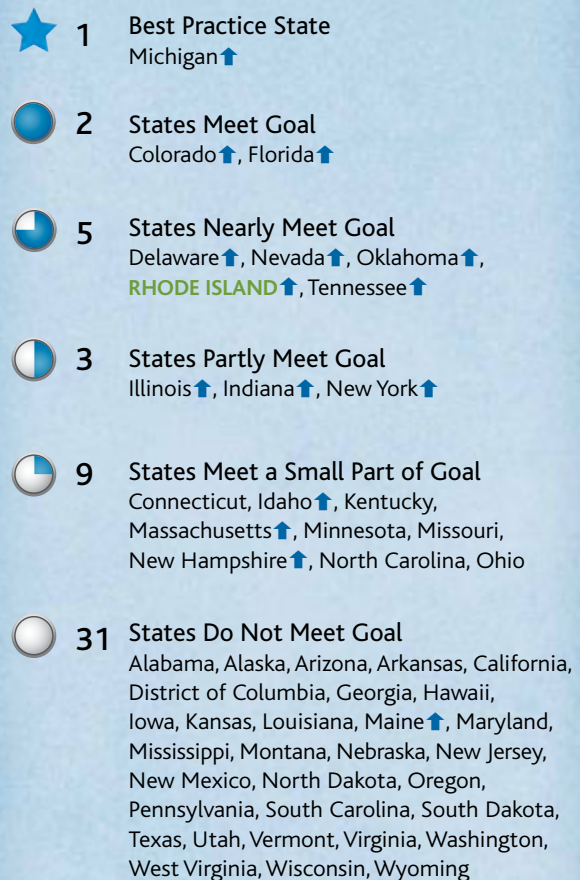 1 Best Practice State
Michigan⬆
2 States Meet Goal
Colorado⬆, Florida⬆
5 States Nearly Meet Goal
Delaware⬆, Nevada⬆, Oklahoma⬆,
RHODE ISLAND⬆, Tennessee⬆
3 States Partly Meet Goal
Illinois⬆, Indiana⬆, New York⬆
9 States Meet a Small Part of Goal
Connecticut, Idaho⬆, Kentucky,
Massachusetts⬆, Minnesota, Missouri,
New Hampshire⬆, North Carolina, Ohio
31 States Do Not Meet Goal
Alabama, Alaska, Arizona, Arkansas, California,
District of Columbia, Georgia, Hawaii,
Iowa, Kansas, Louisiana, Maine⬆, Maryland,
Mississippi, Montana, Nebraska, New Jersey,
New Mexico, North Dakota, Oregon,
Pennsylvania, South Carolina, South Dakota,
Texas, Utah, Vermont, Virginia, Washington,
West Virginia, Wisconsin, Wyoming